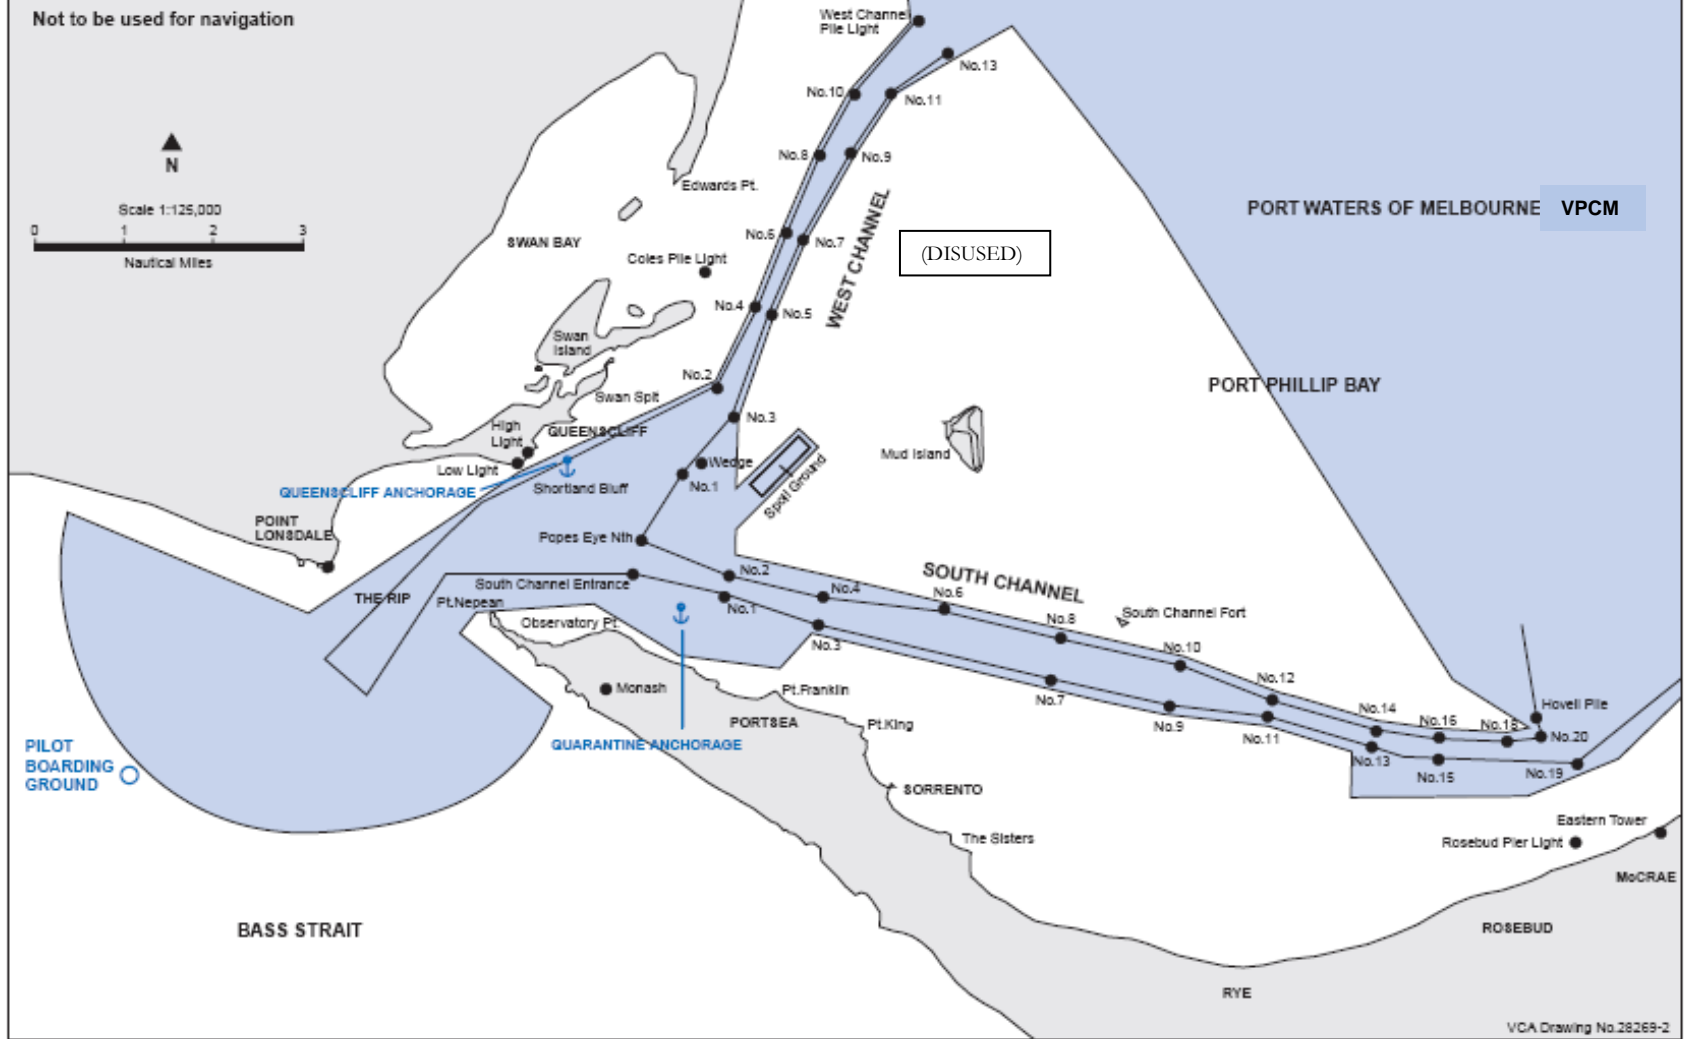 Not to be used for navigation
West Channel
Pile Light
No.13
No.10
No.11
N
No.8
No.9
Edwards Pt.
Scale 1:125,000
0 1 2 3
Nautical Miles
PORT WATERS OF MELBOURNE VPCM
SWAN BAY
No.6
No.7
WEST CHANNEL
(DISUSED)
Coles Pile Light
No.4
No.5
Swan
Island
No.2
PORT PHILLIP BAY
Swan Spit
No.3
High
Light
QUEENSCLIFF
Mud Island
Low Light
Wedge
No.1
Spoil Ground
QUEENSCLIFF ANCHORAGE
Shortland Bluff
POINT
LONSDALE
Popes Eye Nth
SOUTH CHANNEL
South Channel Entrance
No.2
No.4
No.6
THE RIP
Pt.Nepean
No.1
No.8
South Channel Fort
Observatory Pt.
No.3
No.10
Monash
Pt.Franklin
No.7
No.12
PORTSEA
Pt.King
No.9
No.14
Hovell Pile
No.11
No.16
No.18
No.20
QUARANTINE ANCHORAGE
No.13
No.15
No.19
PILOT
BOARDING
GROUND
SORRENTO
The Sisters
Eastern Tower
Rosebud Pier Light
McCRAE
BASS STRAIT
ROSEBUD
RYE
VCA Drawing No.28269-2